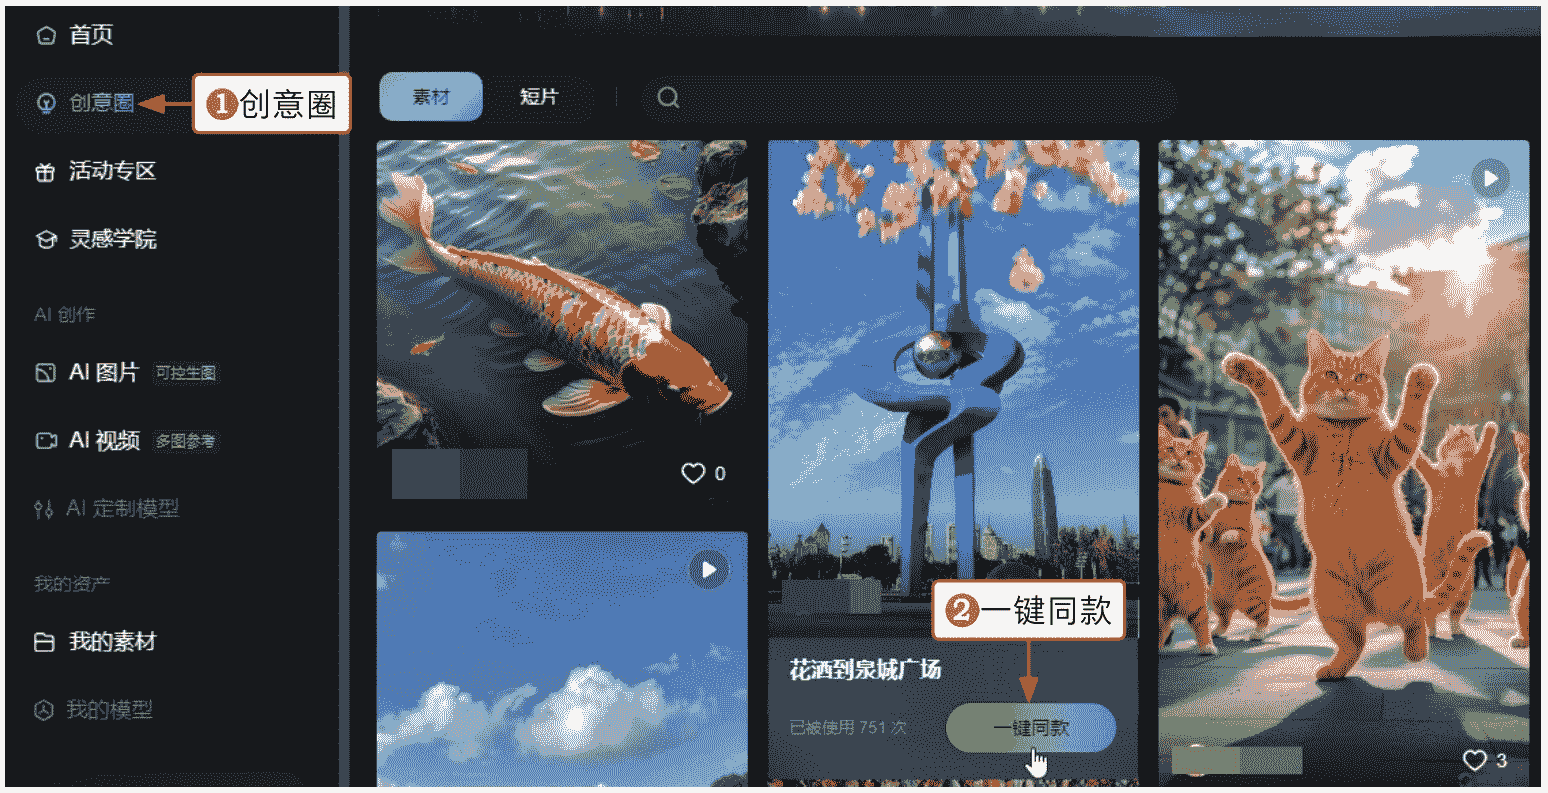 首页
创意圈
❶创意圈
活动专区
灵感学院
AI 创作
AI 图片 可控生图
AI 视频 多图参考
AI 定制模型
我的资产
我的素材
我的模型
素材 短片
0
❷一键同款
花洒到泉城广场
已被使用 751 次
一键同款
3